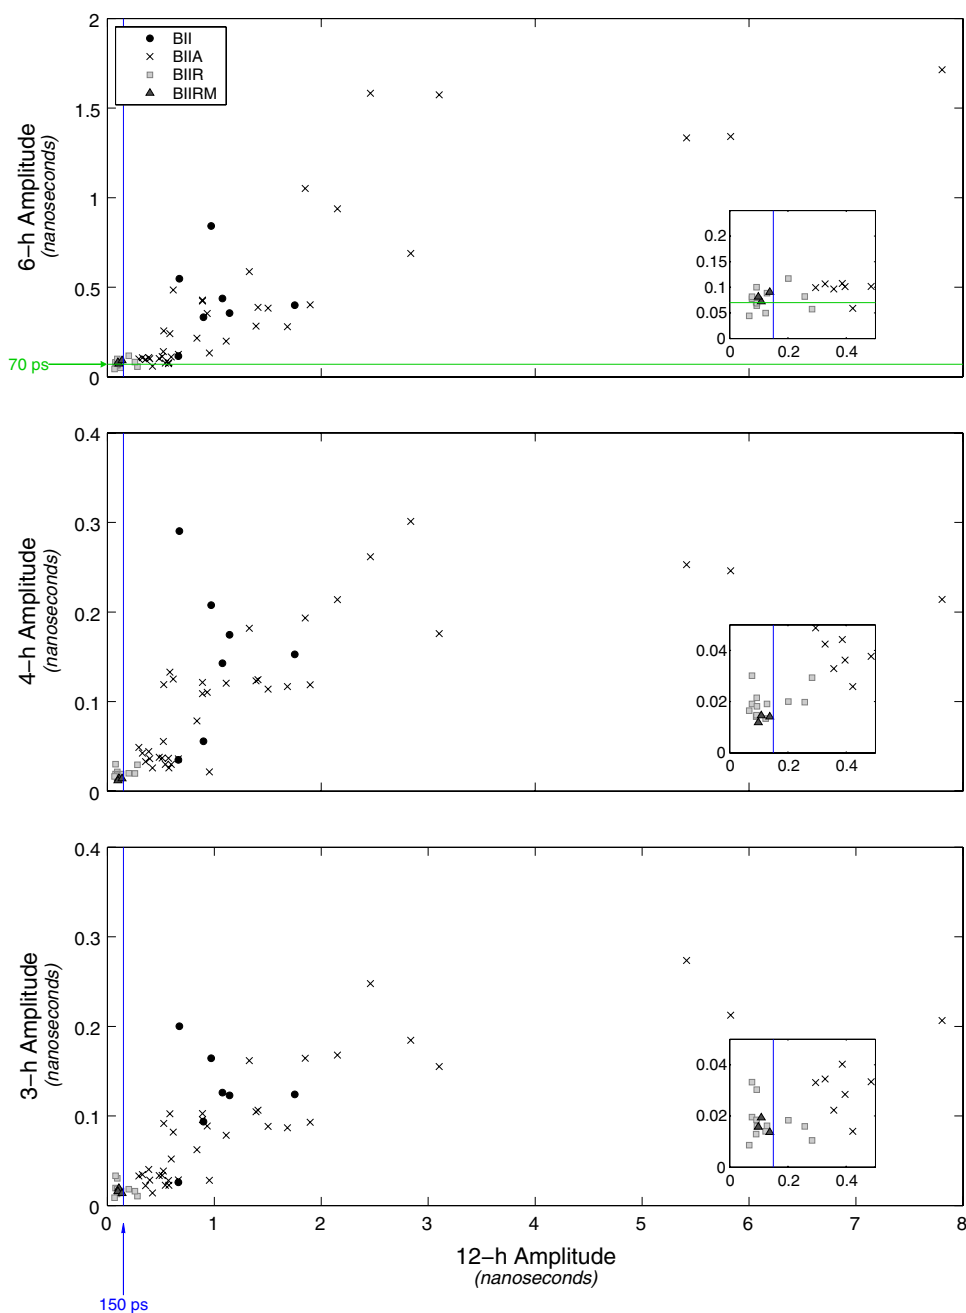 2
1.5
1
0.5
0
6–h Amplitude
(nanoseconds)
BII
BIIA
BIIR
BIIRM
70 ps
0.2
0.15
0.1
0.05
0
0 0.2 0.4
0.4
0.3
0.2
0.1
0
4–h Amplitude
(nanoseconds)
0.04
0.02
0
0 0.2 0.4
0.4
0.3
0.2
0.1
0
3–h Amplitude
(nanoseconds)
0.04
0.02
0
0 0.2 0.4
0 1 2 3 4 5 6 7 8
12–h Amplitude
(nanoseconds)
150 ps